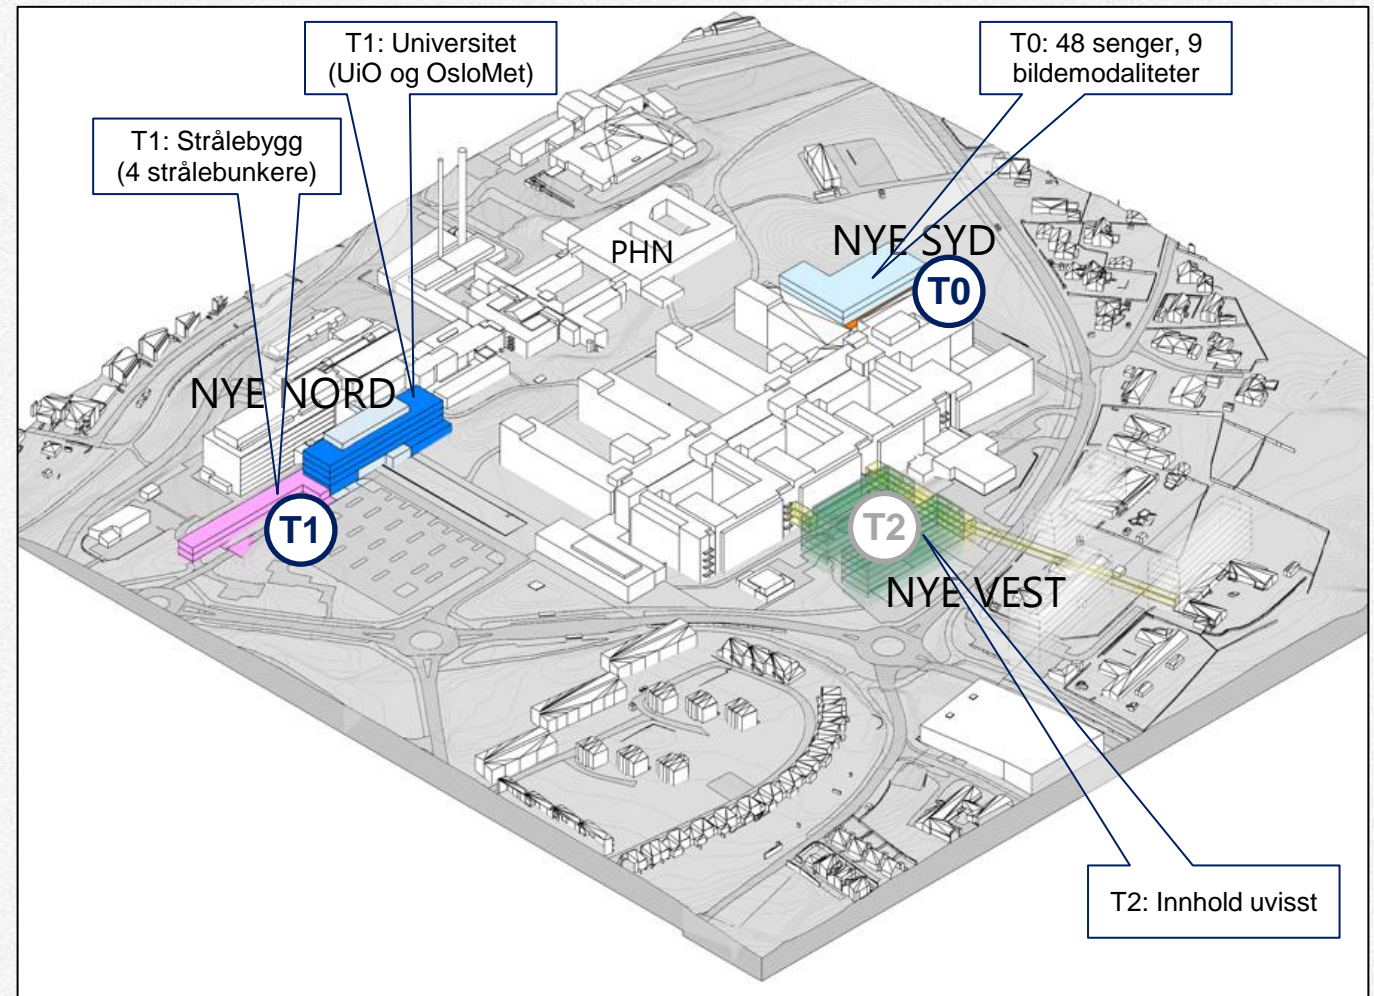 T1: Universitet
(UiO og OsloMet)
T0: 48 senger, 9
bildemodaliteter
T1: Strålebygg
(4 strålebunkere)
PHN
NYE SYD
T0
NYE NORD
T1
T2
NYE VEST
T2: Innhold uvisst